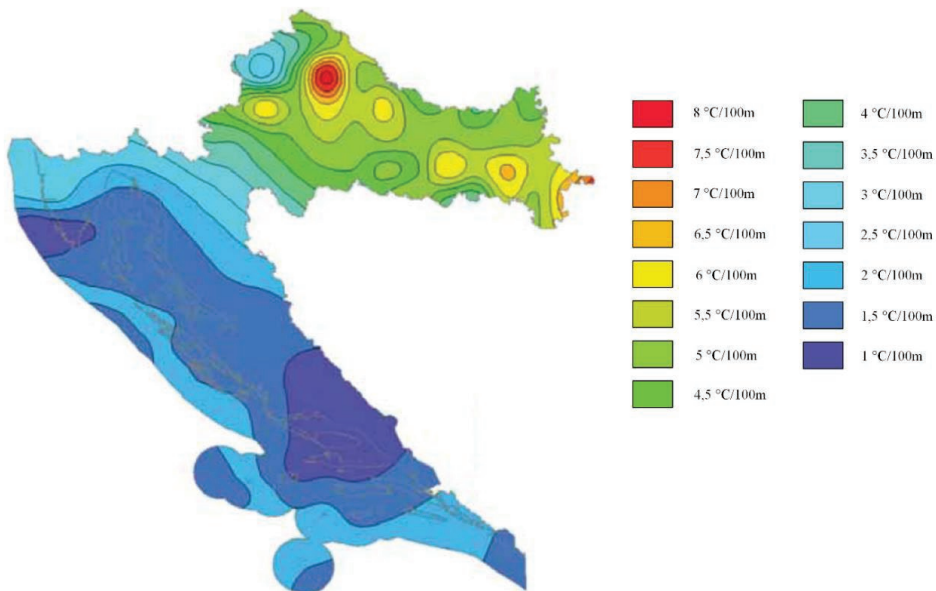 8 °C/100m
7,5 °C/100m
7 °C/100m
6,5 °C/100m
6 °C/100m
5,5 °C/100m
5 °C/100m
4,5 °C/100m
4 °C/100m
3,5 °C/100m
3 °C/100m
2,5 °C/100m
2 °C/100m
1,5 °C/100m
1 °C/100m